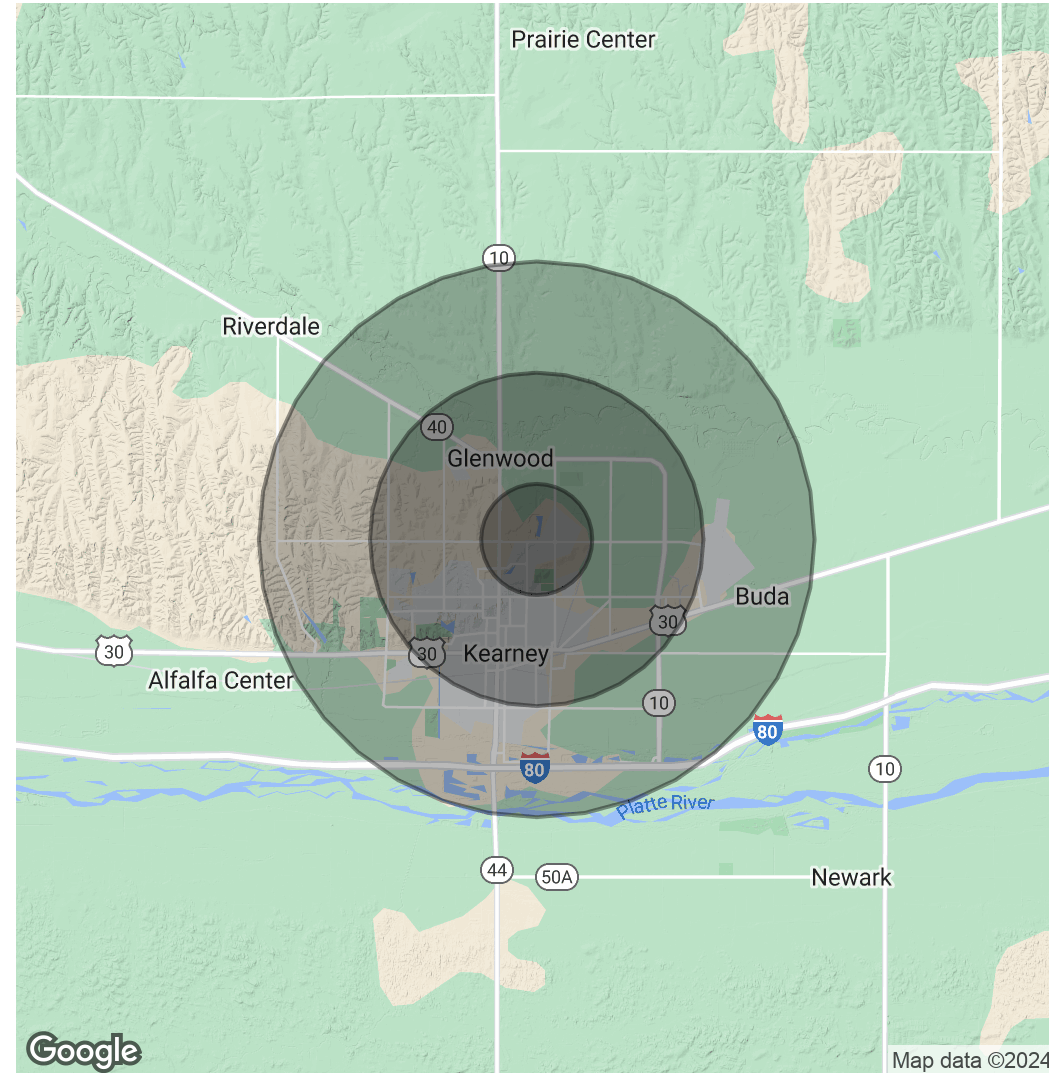 Prairie Center
10
Riverdale
40
Glenwood
Buda
30
30
30
Kearney
Alfalfa Center
10
80
80
10
Platte River
44
50A
Newark
Google
Map data ©2024